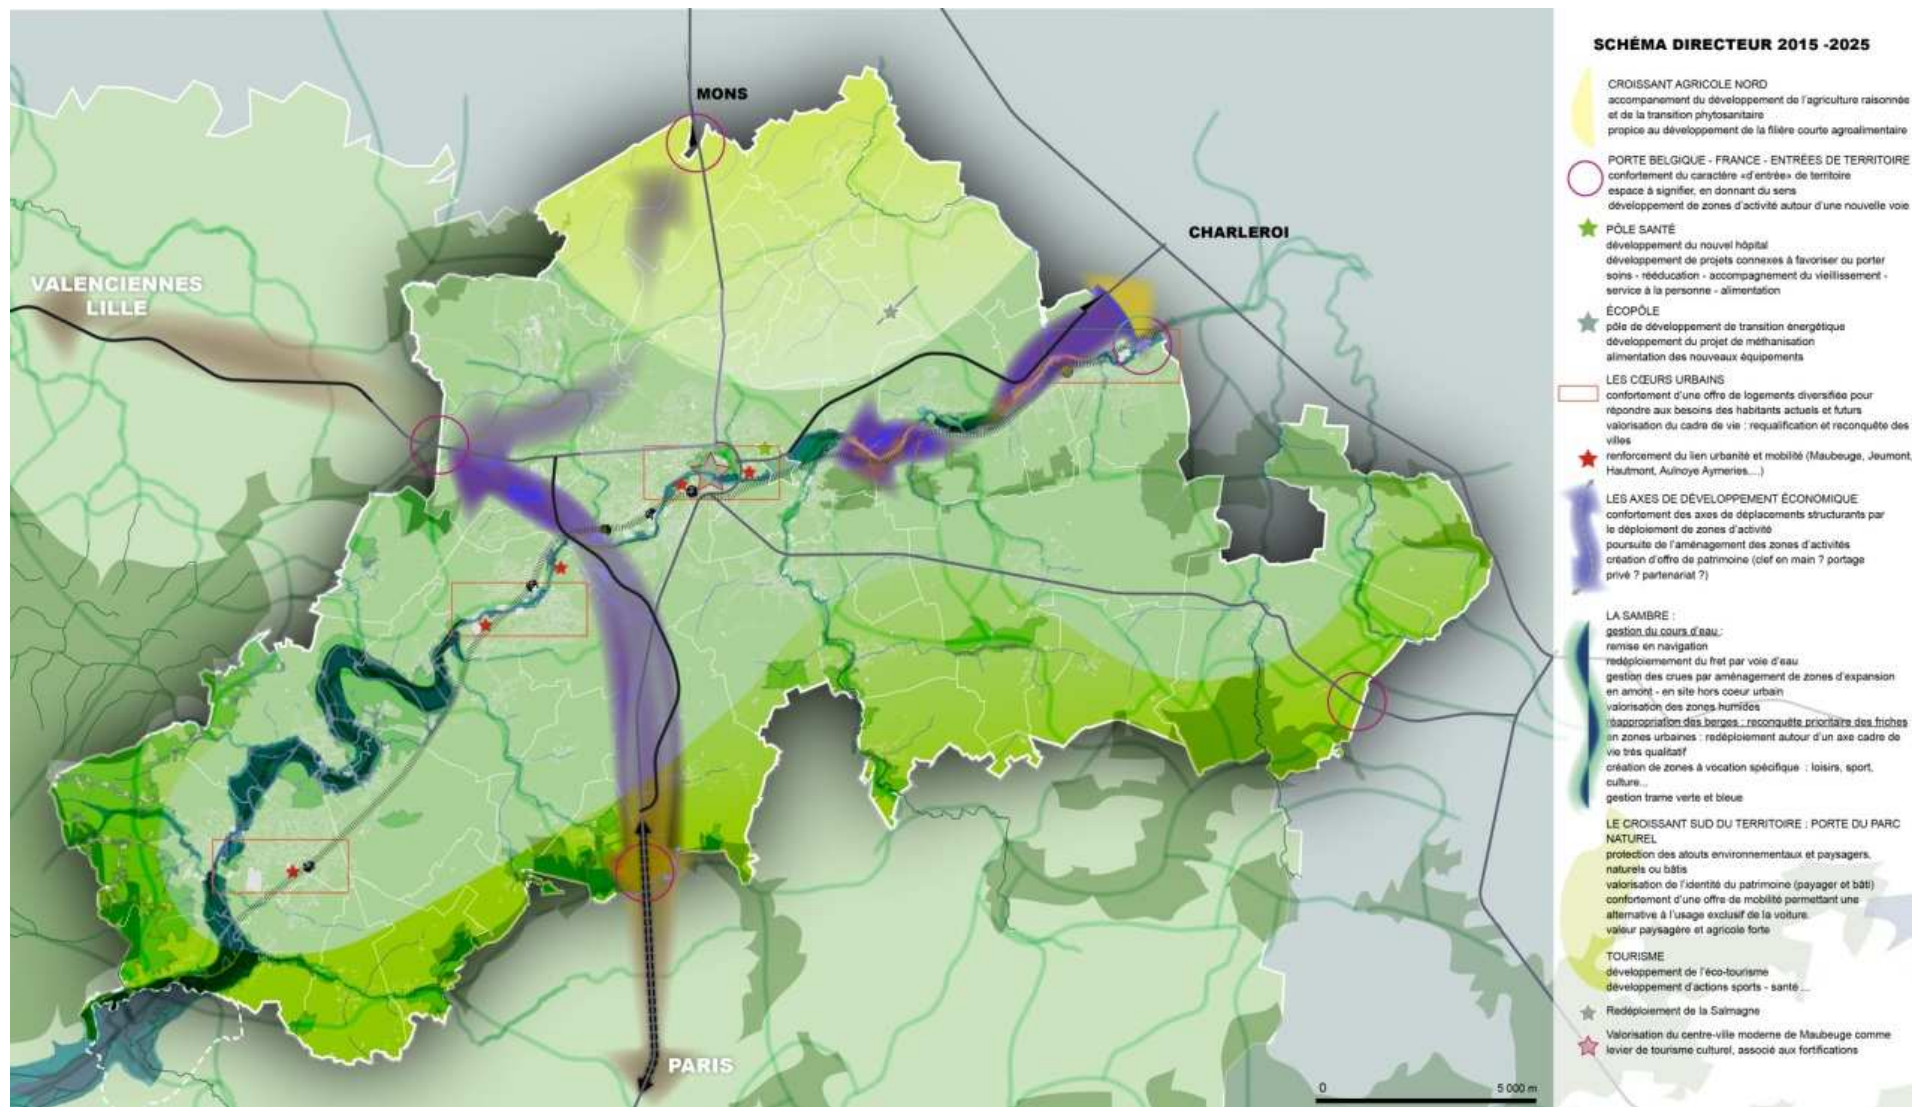 MONS
CHARLEROI
VALENCIENNES
LILLE
PARIS
0 5 000 m
SCHÉMA DIRECTEUR 2015 -2025
CROISSANT AGRICOLE NORD
accompanement du développement de l'agriculture raisonnée
et de la transition phytosanitaire
propice au développement de la filière courte agroalimentaire
PORTE BELGIQUE - FRANCE - ENTRÉES DE TERRITOIRE
confortement du caractère «d'entrée» de territoire
espace à signifier, en donnant du sens
développement de zones d'activité autour d'une nouvelle voie
PÔLE SANTÉ
développement du nouvel hôpital
développement de projets connexes à favoriser ou porter
soins - rééducation - accompagnement du vieillissement -
service à la personne - alimentation
ÉCOPÔLE
pôle de développement de transition énergétique
développement du projet de méthanisation
alimentation des nouveaux équipements
LES CŒURS URBAINS
confortement d'une offre de logements diversifiée pour
répondre aux besoins des habitants actuels et futurs
valorisation du cadre de vie : requalification et reconquête des
villes
renforcement du lien urbanité et mobilité (Maubeuge, Jeumont,
Hautmont, Aulnoye Aymeries....)
LES AXES DE DÉVELOPPEMENT ÉCONOMIQUE
confortement des axes de déplacements structurants par
le déploiement de zones d'activité
poursuite de l'aménagement des zones d'activités
création d'offre de patrimoine (clef en main ? portage
privé ? partenariat ?)
LA SAMBRE :
gestion du cours d'eau :
remise en navigation
redéploiemement du fret par voie d'eau
gestion des crues par aménagement de zones d'expansion
en amont - en site hors coeur urbain
valorisation des zones humides
réappropriation des berges : reconquête prioritaire des friches
en zones urbaines : redéploiement autour d'un axe cadre de
vie très qualitatif
création de zones à vocation spécifique : loisirs, sport,
culture...
gestion trame verte et bleue
LE CROISSANT SUD DU TERRITOIRE : PORTE DU PARC
NATUREL
protection des atouts environnementaux et paysagers,
naturels ou bâtis
valorisation de l'identité du patrimoine (payager et bâti)
confortement d'une offre de mobilité permettant une
alternative à l'usage exclusif de la voiture.
valeur paysagère et agricole forte
TOURISME
développement de l'éco-tourisme
développement d'actions sports - santé ...
Redéploiement de la Salmagne
Valorisation du centre-ville moderne de Maubeuge comme
levier de tourisme culturel, associé aux fortifications